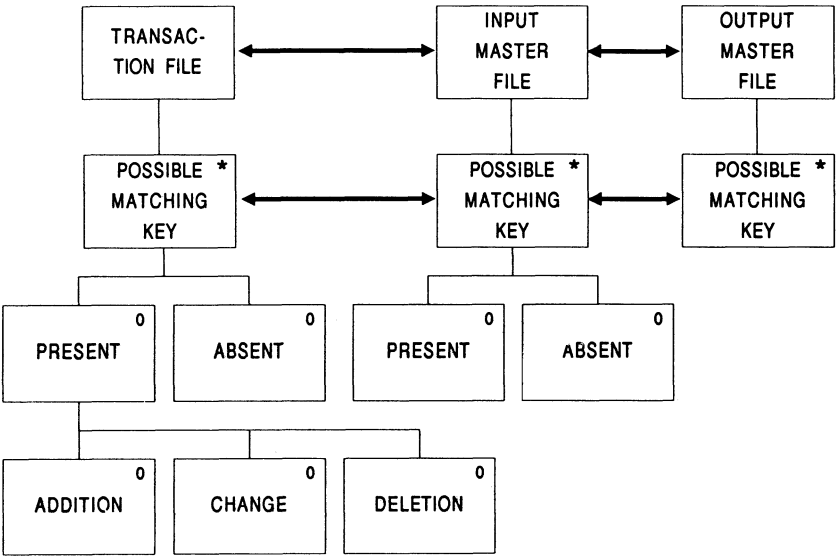 TRANSAC-
TION FILE
INPUT
MASTER
FILE
OUTPUT
MASTER
FILE
POSSIBLE *
MATCHING
KEY
POSSIBLE *
MATCHING
KEY
POSSIBLE *
MATCHING
KEY
0
PRESENT
0
ABSENT
0
PRESENT
0
ABSENT
0
ADDITION
0
CHANGE
0
DELETION